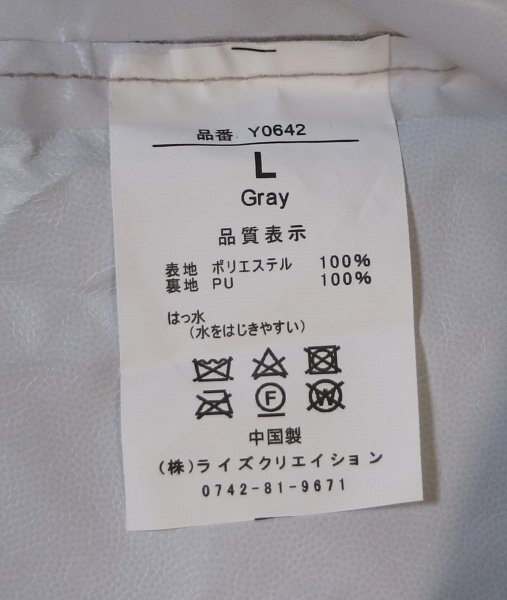 品番 Y0642
L
Gray
品質表示
表地 ポリエステル 100%
裏地 PU 100%
はっ水
(水をはじきやすい)
F W
中国製
(株)ライズクリエイション
0742-81-9671